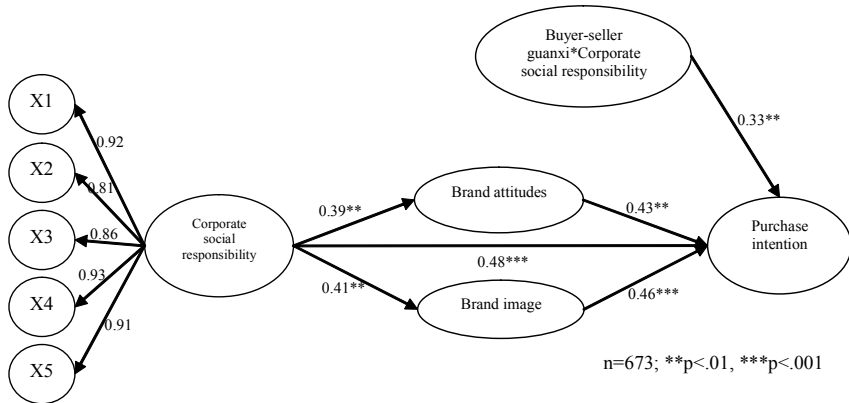 Buyer-seller
guanxi*Corporate
social responsibility
X1
0.92
0.33**
X2
0.81
Brand attitudes
0.39**
0.43**
Corporate
social
responsibility
X3
0.86
Purchase
intention
0.48***
X4
0.93
0.41**
Brand image
0.46***
0.91
X5
n=673; **p<.01, ***p<.001